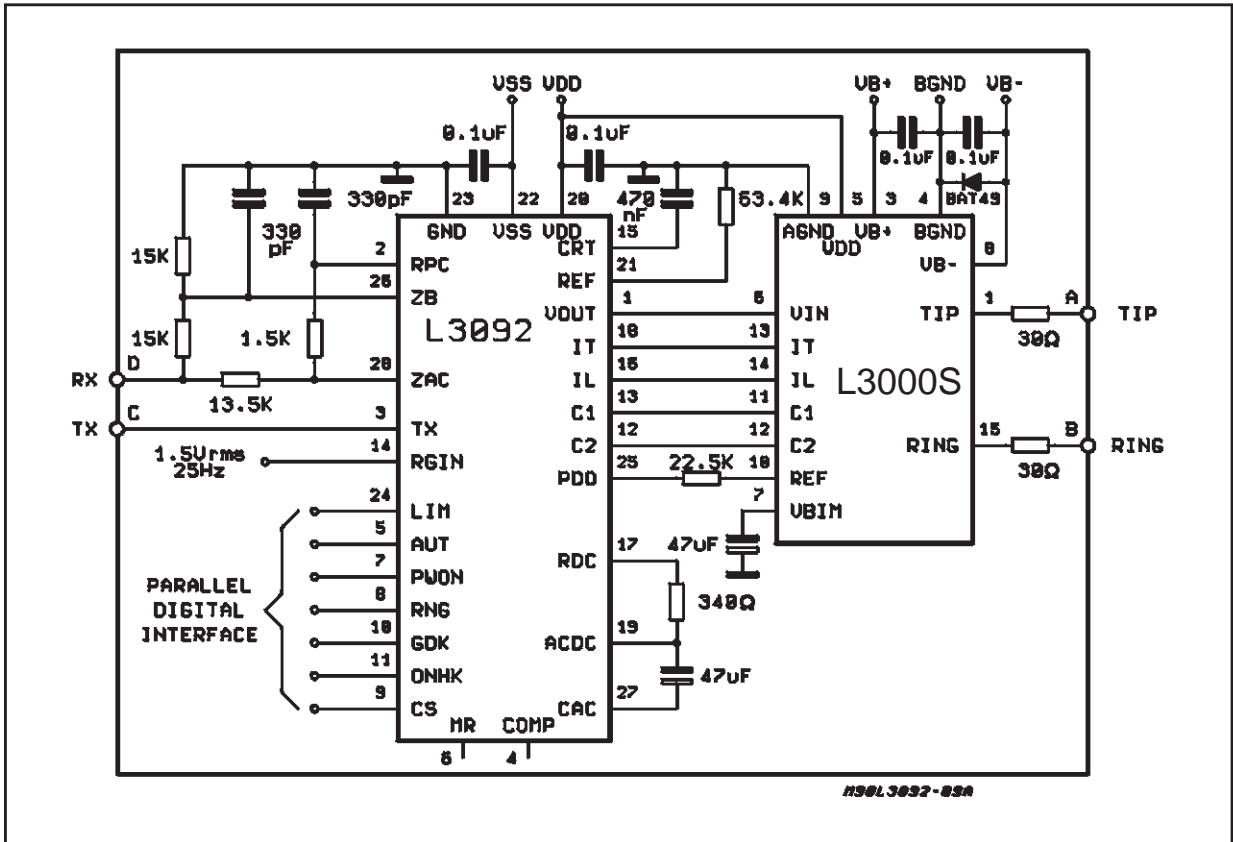 VSS VDD
VB+ BGND VB-
0.1uF
0.1uF
0.1uF 0.1uF
BAT49
330pF
330
pF
470
nF
63.4K
23 22 20
GND VSS VDD
15
CRT
21
REF
9 5 3 4
AGND VDD VB+ BGND
8
VB-
15K
15K
1.5K
13.5K
2
RPC
26
ZB
28
ZAC
L3092
1
VOUT
6
VIN
1
TIP
30Ω
A
TIP
18
IT
13
IT
16
IL
14
IL
L3000S
13
C1
11
C1
12
C2
12
C2
15
RING
30Ω
B
RING
D
RX
C
TX
3
TX
14
RGIN
1.5Vrms
25Hz
25
PDO
22.5K
10
REF
7
VBIM
47uF
24
LIM
5
AUT
7
PWON
8
RNG
10
GDK
11
ONHK
9
CS
PARALLEL
DIGITAL
INTERFACE
17
RDC
340Ω
19
ACDC
47uF
27
CAC
MR COMP
6 4
M90L3092-09A